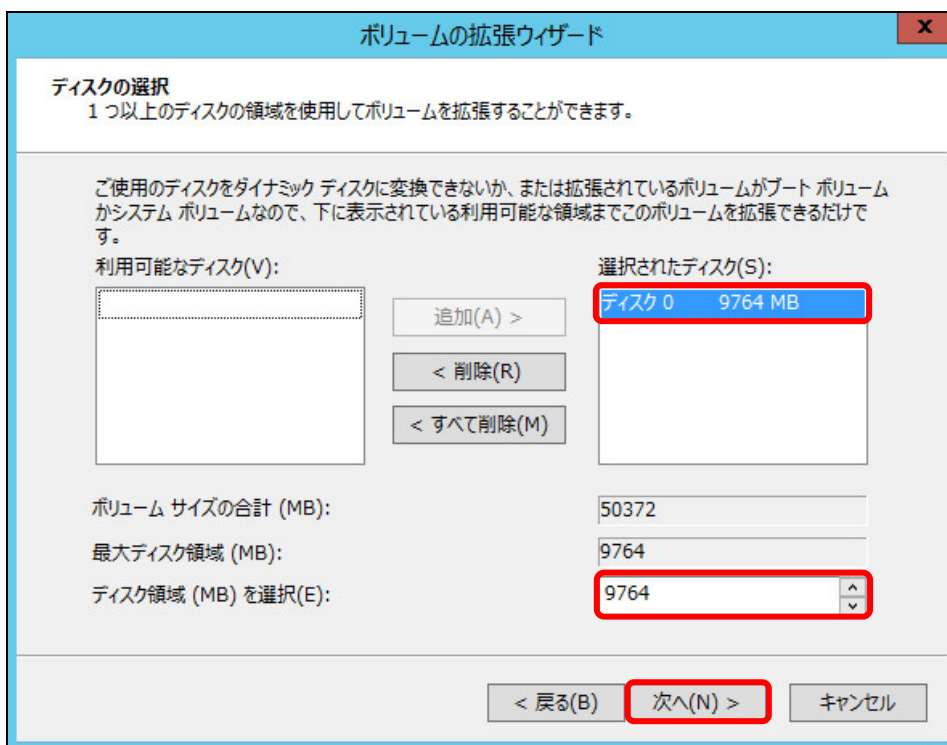 ボリュームの拡張ウィザード
x
ディスクの選択
1 つ以上のディスクの領域を使用してボリュームを拡張することができます。
ご使用のディスクをダイナミック ディスクに変換できないか、または拡張されているボリュームがブート ボリューム
かシステム ボリュームなので、下に表示されている利用可能な領域までこのボリュームを拡張できるだけで
す。
利用可能なディスク(V):
選択されたディスク(S):
ディスク 0 9764 MB
追加(A) >
< 削除(R)
< すべて削除(M)
ボリューム サイズの合計 (MB): 50372
最大ディスク領域 (MB): 9764
ディスク領域 (MB) を選択(E): 9764
< 戻る(B) 次へ(N) > キャンセル